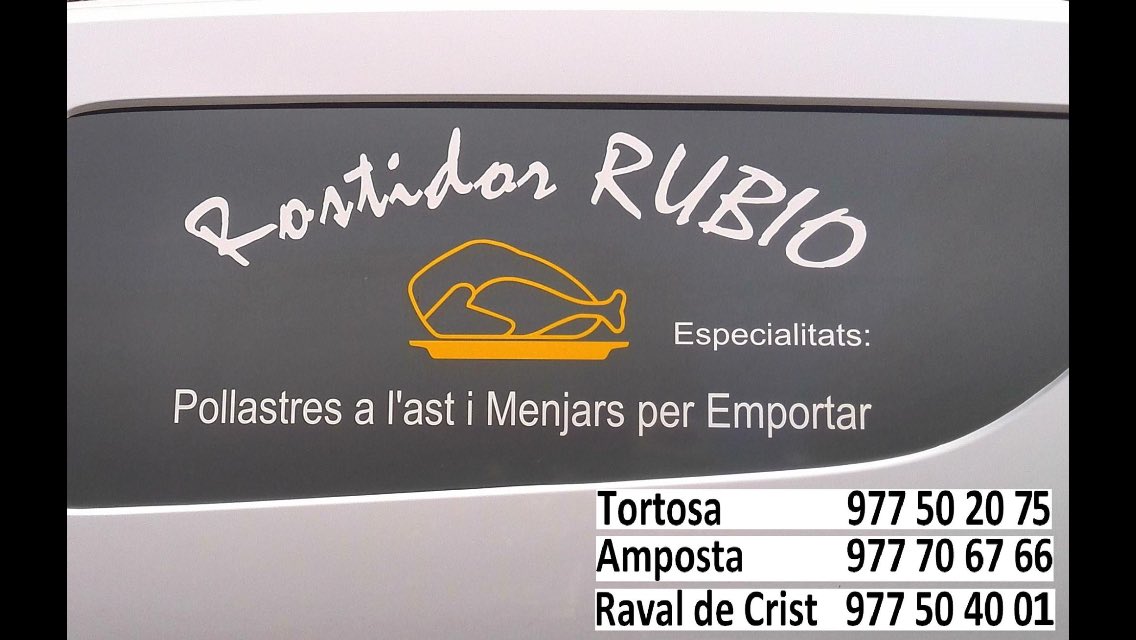 Rostidor RUBIO
Especialitats:
Pollastres a l'ast i Menjars per Emportar
Tortosa 977 50 20 75
Amposta 977 70 67 66
Raval de Crist 977 50 40 01